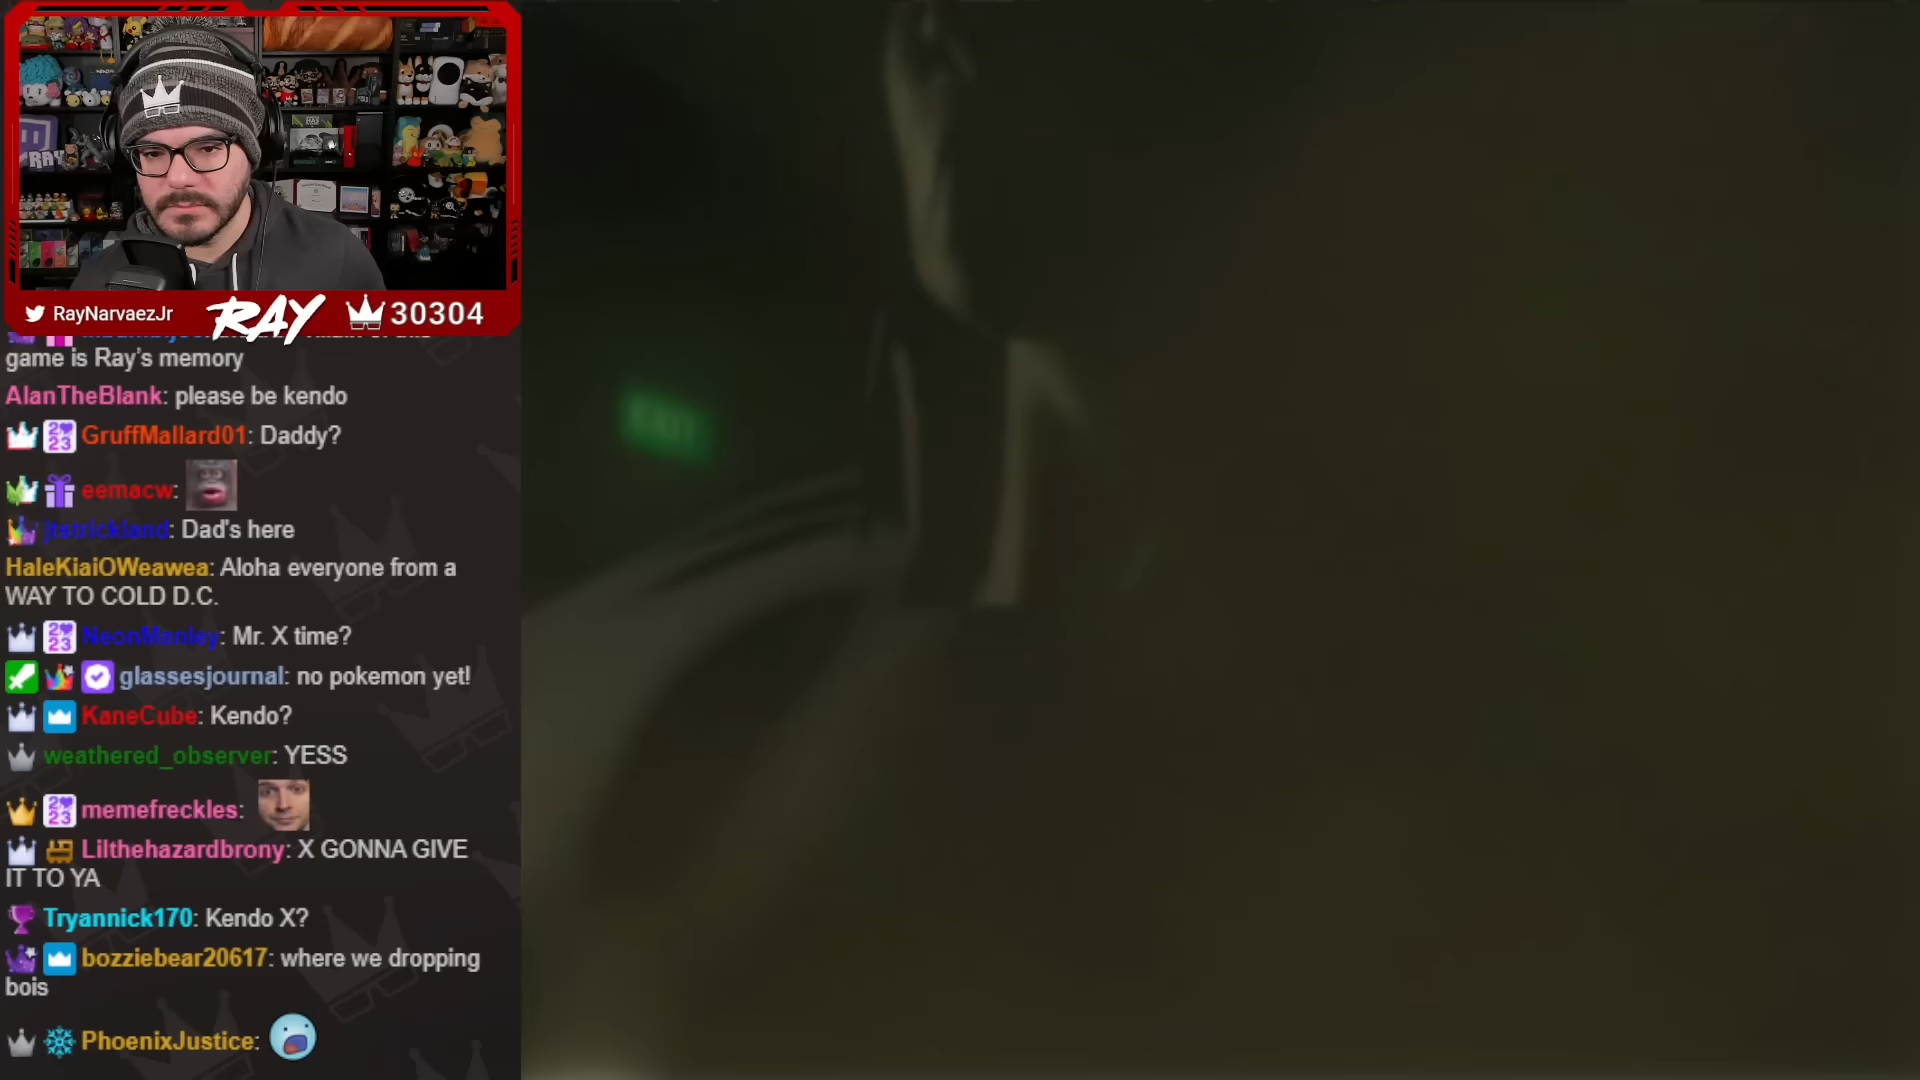 RayNarvaezJr RAY 30304
game is Ray's memory
AlanTheBlank: please be kendo
GruffMallard01: Daddy?
eemacw:
jtstrickland: Dad's here
HaleKiaiOWeawea: Aloha everyone from a
WAY TO COLD D.C.
NeonManley: Mr. X time?
glassesjournal: no pokemon yet!
KaneCube: Kendo?
weathered_observer: YESS
memefreckles:
Lilthehazardbrony: X GONNA GIVE
IT TO YA
Tryannick170: Kendo X?
bozziebear20617: where we dropping
bois
PhoenixJustice:
EXIT